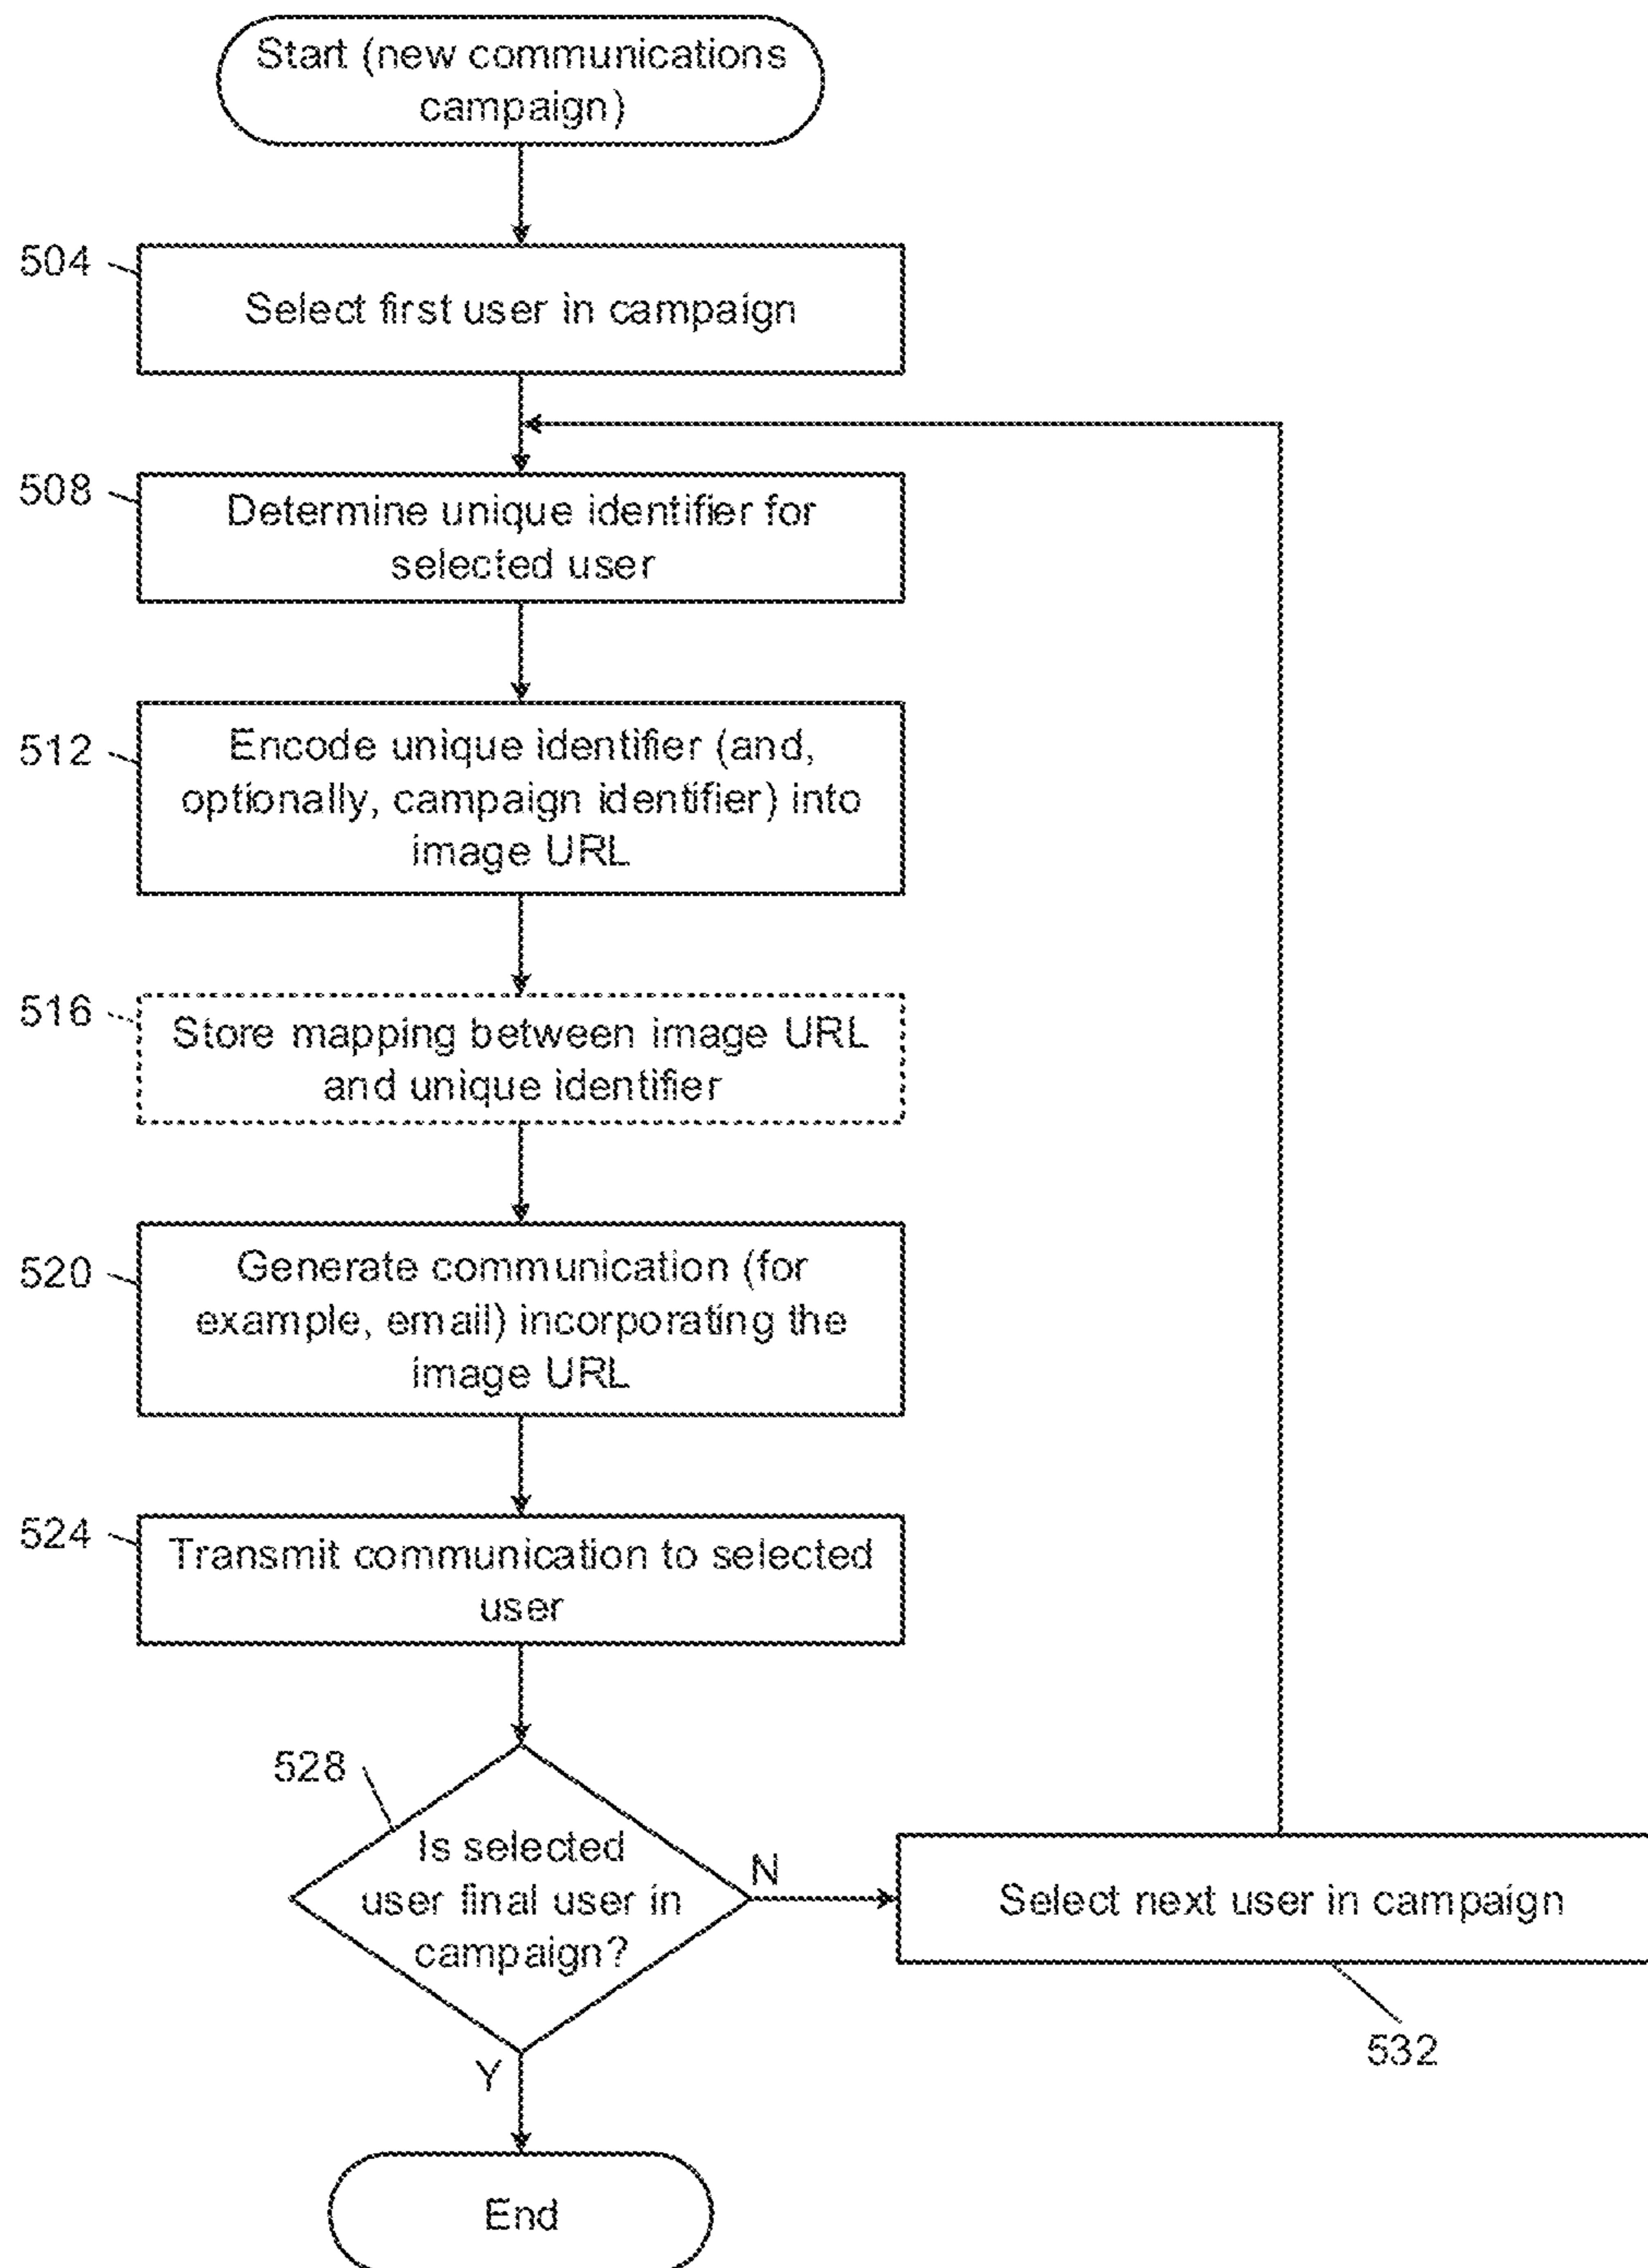 Start (new communications
campaign)
504
Select first user in campaign
508
Determine unique identifier for
selected user
512
Encode unique identifier (and,
optionally, campaign identifier) into
image URL
516
Store mapping between image URL
and unique identifier
520
Generate communication (for
example, email) incorporating the
image URL
524
Transmit communication to selected
user
528
Is selected
user final user in
campaign?
N
Select next user in campaign
532
Y
End